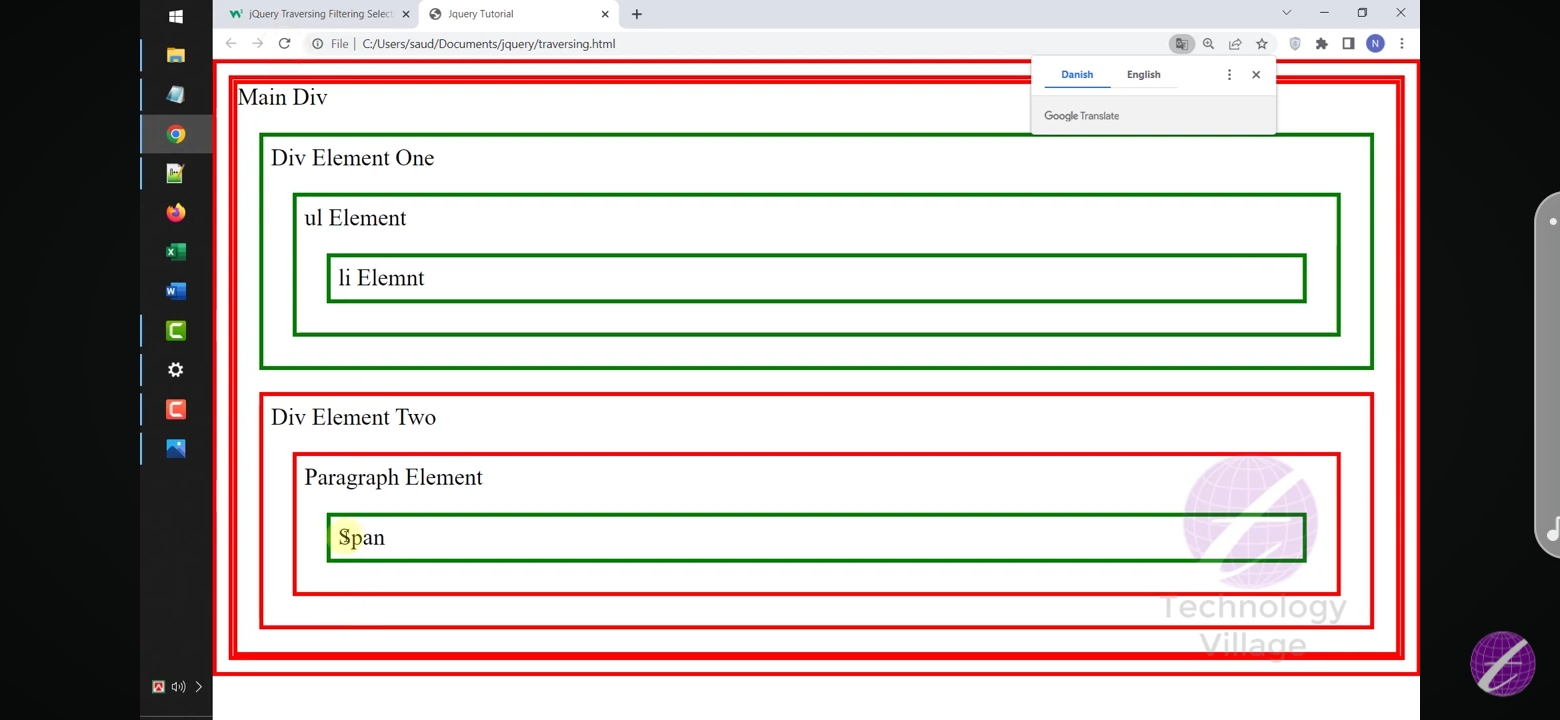 jQuery Traversing Filtering Select
Jquery Tutorial
File
C:/Users/saud/Documents/jquery/traversing.html
N
Danish
English
Google Translate
Main Div
Div Element One
ul Element
li Elemnt
Div Element Two
Paragraph Element
Span
Technology
Village